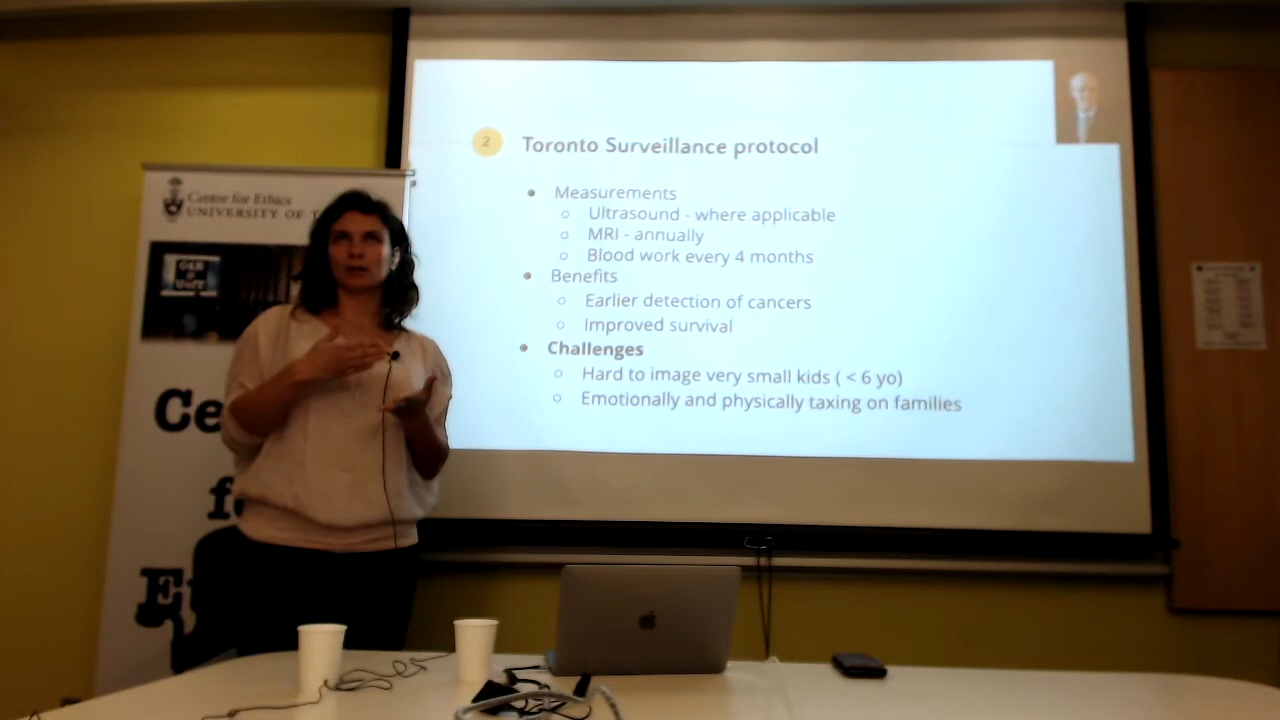 Centre for Ethics
UNIVERSITY OF T
Ce
f
E
2
Toronto Surveillance protocol
Measurements
Ultrasound - where applicable
MRI - annually
Blood work every 4 months
Benefits
Earlier detection of cancers
Improved survival
Challenges
Hard to image very small kids ( < 6 yo)
Emotionally and physically taxing on families